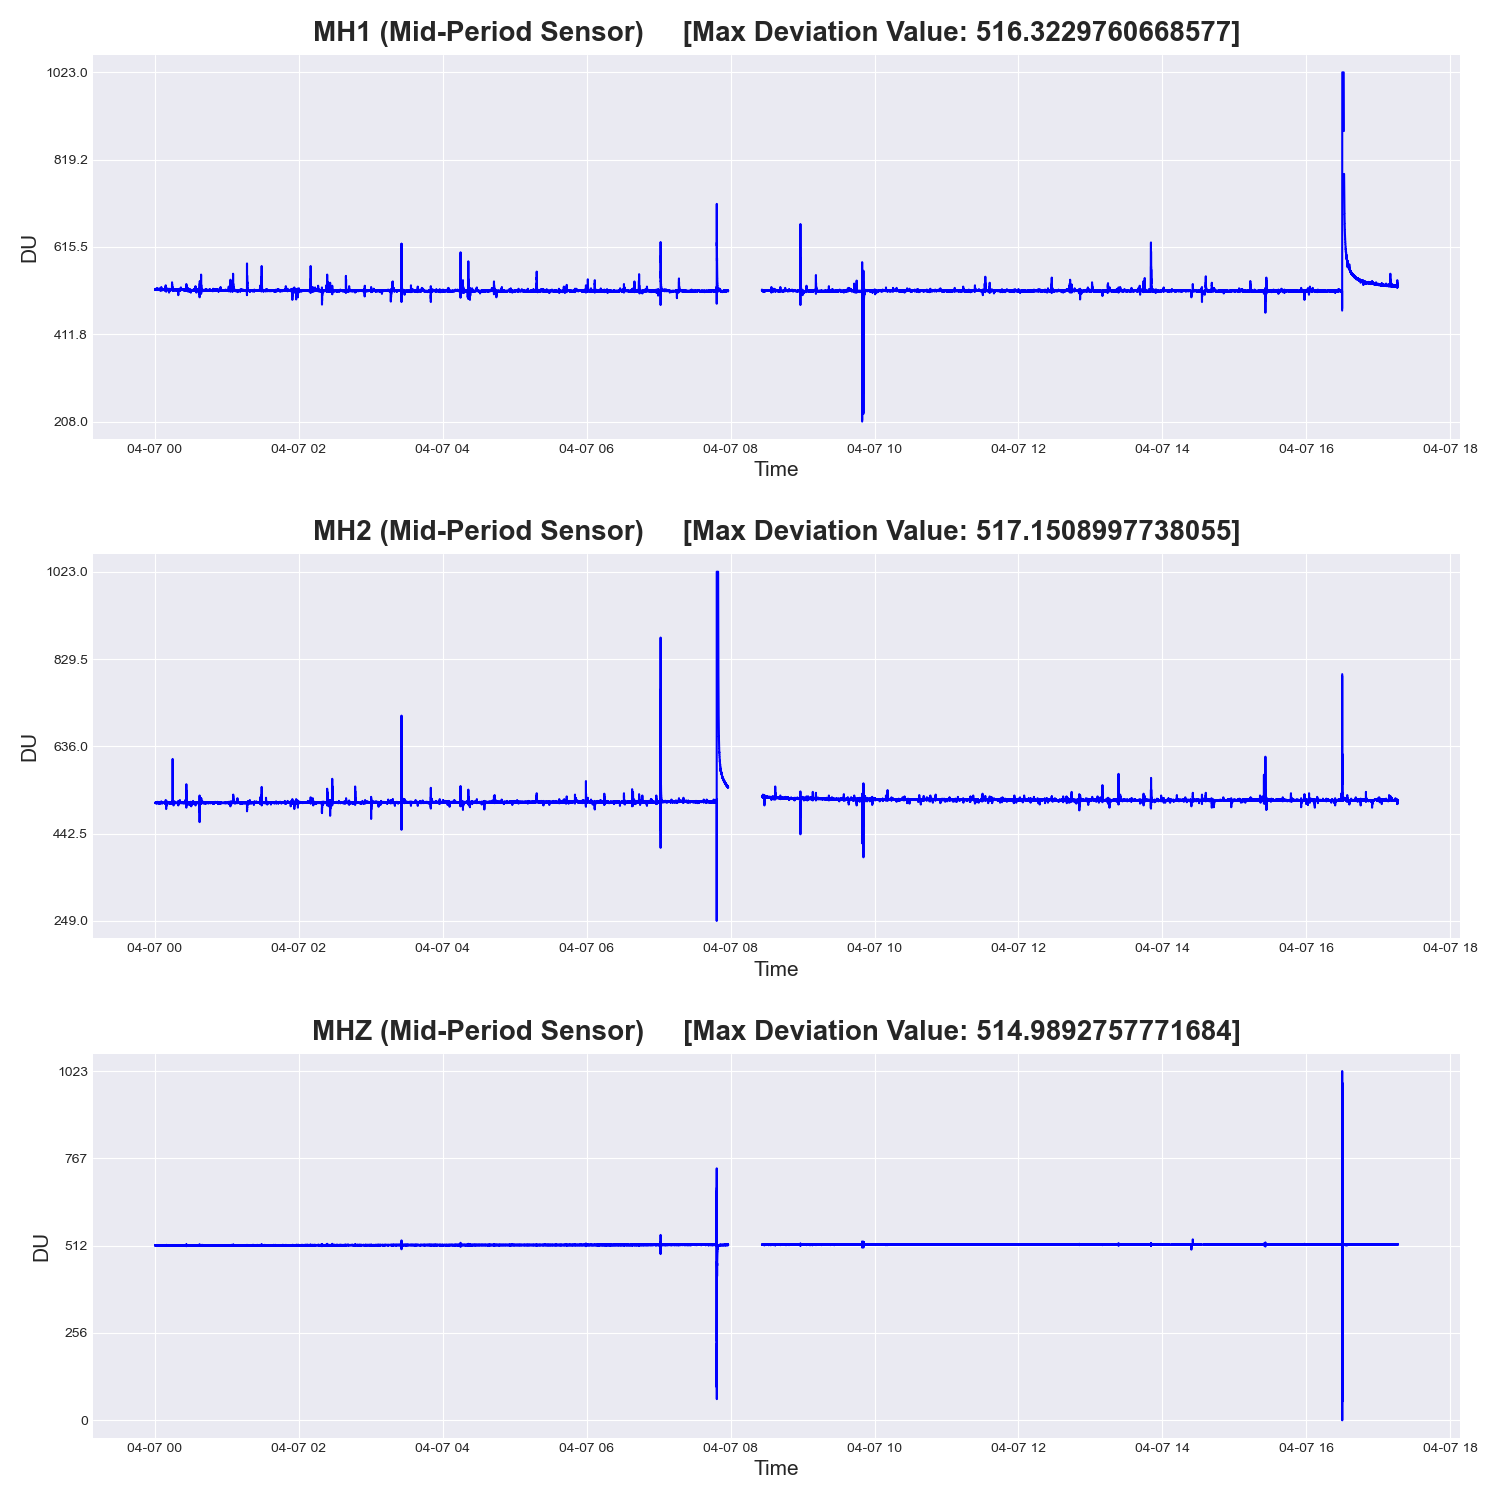 MH1 (Mid-Period Sensor) [Max Deviation Value: 516.3229760668577]
1023.0
819.2
615.5
411.8
208.0
DU
04-07 00 04-07 02 04-07 04 04-07 06 04-07 08 04-07 10 04-07 12 04-07 14 04-07 16 04-07 18
Time
MH2 (Mid-Period Sensor) [Max Deviation Value: 517.1508997738055]
1023.0
829.5
636.0
442.5
249.0
DU
04-07 00 04-07 02 04-07 04 04-07 06 04-07 08 04-07 10 04-07 12 04-07 14 04-07 16 04-07 18
Time
MHZ (Mid-Period Sensor) [Max Deviation Value: 514.9892757771684]
1023
767
512
256
0
DU
04-07 00 04-07 02 04-07 04 04-07 06 04-07 08 04-07 10 04-07 12 04-07 14 04-07 16 04-07 18
Time